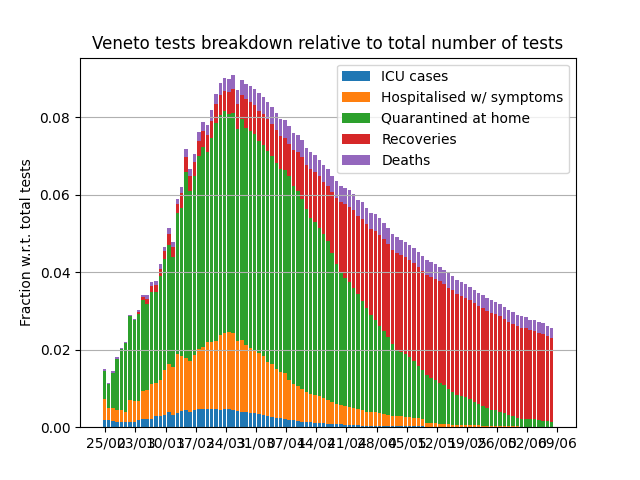 Veneto tests breakdown relative to total number of tests
ICU cases
Hospitalised w/ symptoms
Quarantined at home
Recoveries
Deaths
Fraction w.r.t. total tests
0.08
0.06
0.04
0.02
0.00
25/02 03/03 10/03 17/03 24/03 31/03 07/04 14/04 21/04 28/04 05/05 12/05 19/05 26/05 02/06 09/06